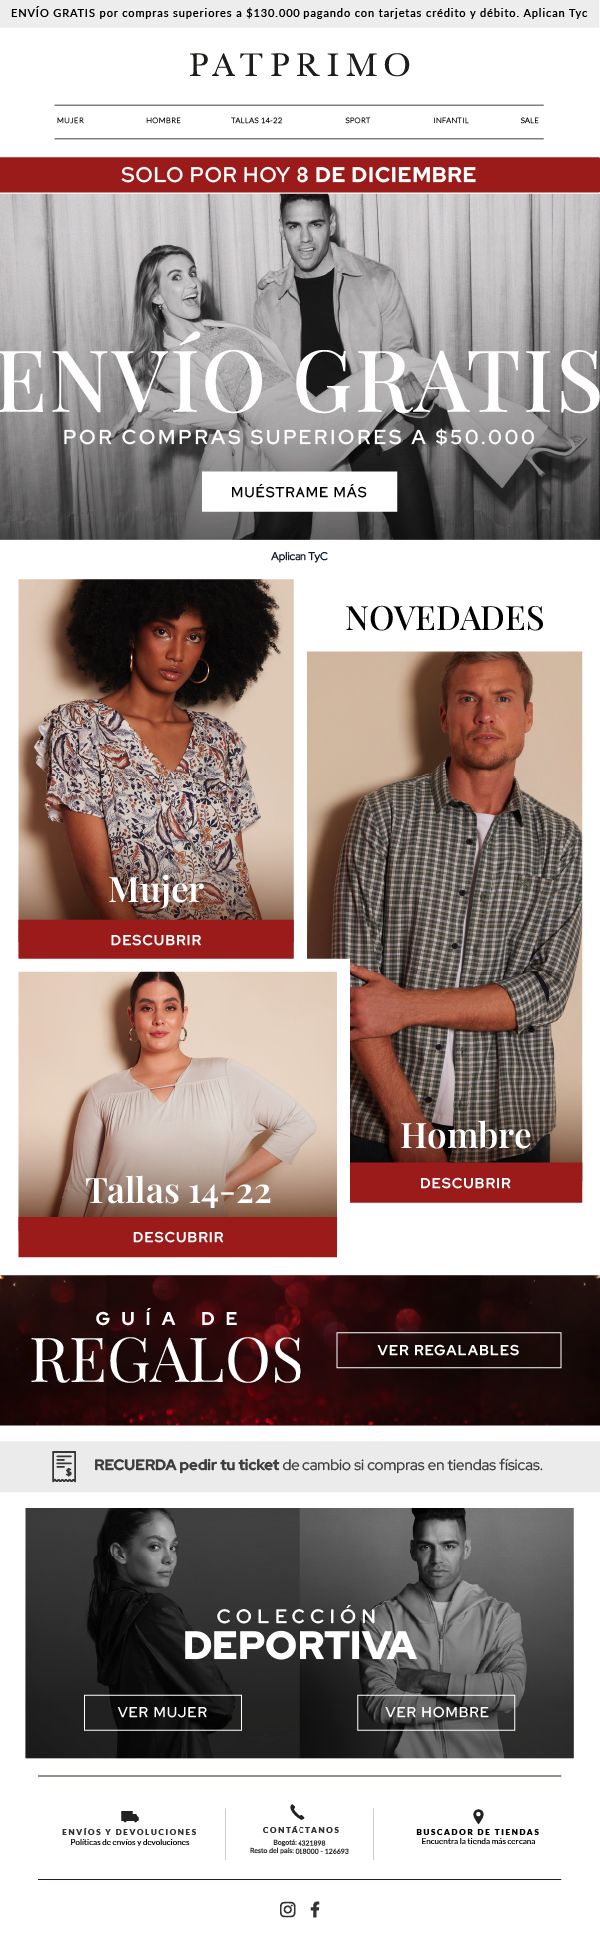 ENVÍO GRATIS por compras superiores a $130.000 pagando con tarjetas crédito y débito. Aplican Tyc
PATPRIMO
MUJER HOMBRE TALLAS 14-22 SPORT INFANTIL SALE
SOLO POR HOY 8 DE DICIEMBRE
ENVÍO GRATIS
POR COMPRAS SUPERIORES A $50.000
MUÉSTRAME MÁS
Aplican TyC
NOVEDADES
Mujer
DESCUBRIR
Hombre
DESCUBRIR
Tallas 14-22
DESCUBRIR
GUÍA DE
REGALOS
VER REGALABLES
RECUERDA pedir tu ticket de cambio si compras en tiendas físicas.
COLECCIÓN
DEPORTIVA
VER MUJER VER HOMBRE
ENVÍOS Y DEVOLUCIONES
Políticas de envíos y devoluciones
CONTÁCTANOS
Bogotá: 4321898
Resto del país: 018000 - 126693
BUSCADOR DE TIENDAS
Encuentra la tienda más cercana